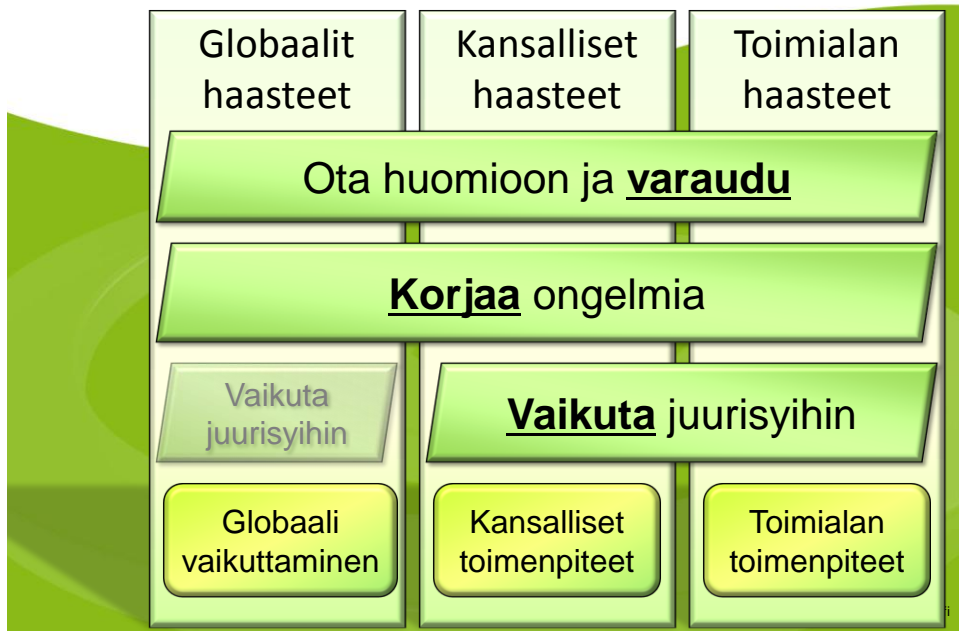 Globaalit
haasteet
Kansalliset
haasteet
Toimialan
haasteet
Ota huomioon ja varaudu
Korjaa ongelmia
Vaikuta
juurisyihin
Vaikuta juurisyihin
Globaali
vaikuttaminen
Kansalliset
toimenpiteet
Toimialan
toimenpiteet